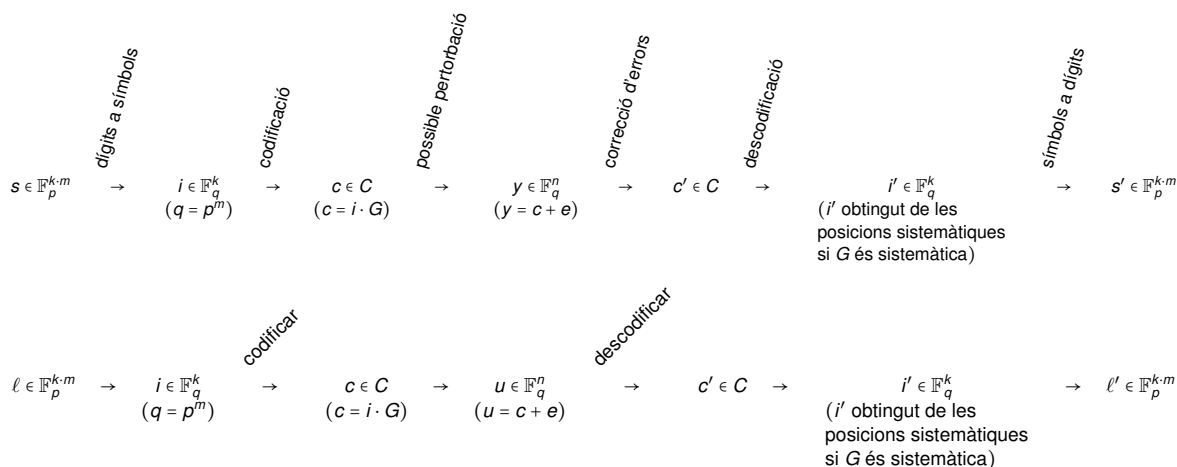 dígits a símbols
codificació
possible pertorbació
correcció d'errors
descodificació
símbols a dígits
s ∈ 𝔽_p^{k·m} → i ∈ 𝔽_q^k → c ∈ C → y ∈ 𝔽_q^n → c′ ∈ C → i′ ∈ 𝔽_q^k → s′ ∈ 𝔽_p^{k·m}
(q = p^m) (c = i · G) (y = c + e) (i′ obtingut de les
posicions sistemàtiques
si G és sistemàtica)
codificar
descodificar
ℓ ∈ 𝔽_p^{k·m} → i ∈ 𝔽_q^k → c ∈ C → u ∈ 𝔽_q^n → c′ ∈ C → i′ ∈ 𝔽_q^k → ℓ′ ∈ 𝔽_p^{k·m}
(q = p^m) (c = i · G) (u = c + e) (i′ obtingut de les
posicions sistemàtiques
si G és sistemàtica)